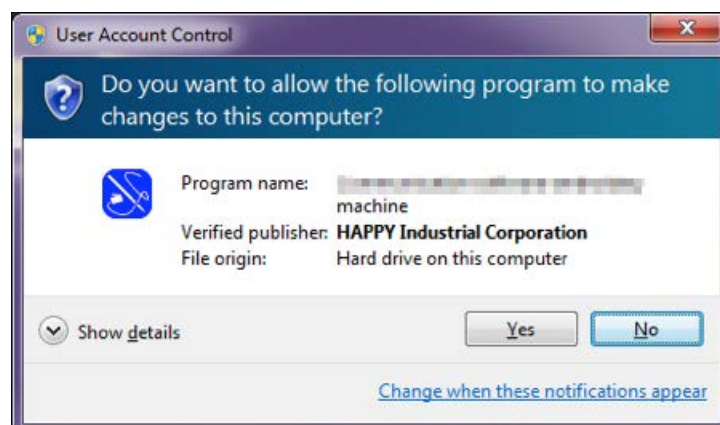 User Account Control
Do you want to allow the following program to make
changes to this computer?
Program name:
machine
Verified publisher: HAPPY Industrial Corporation
File origin: Hard drive on this computer
Show details
Yes
No
Change when these notifications appear